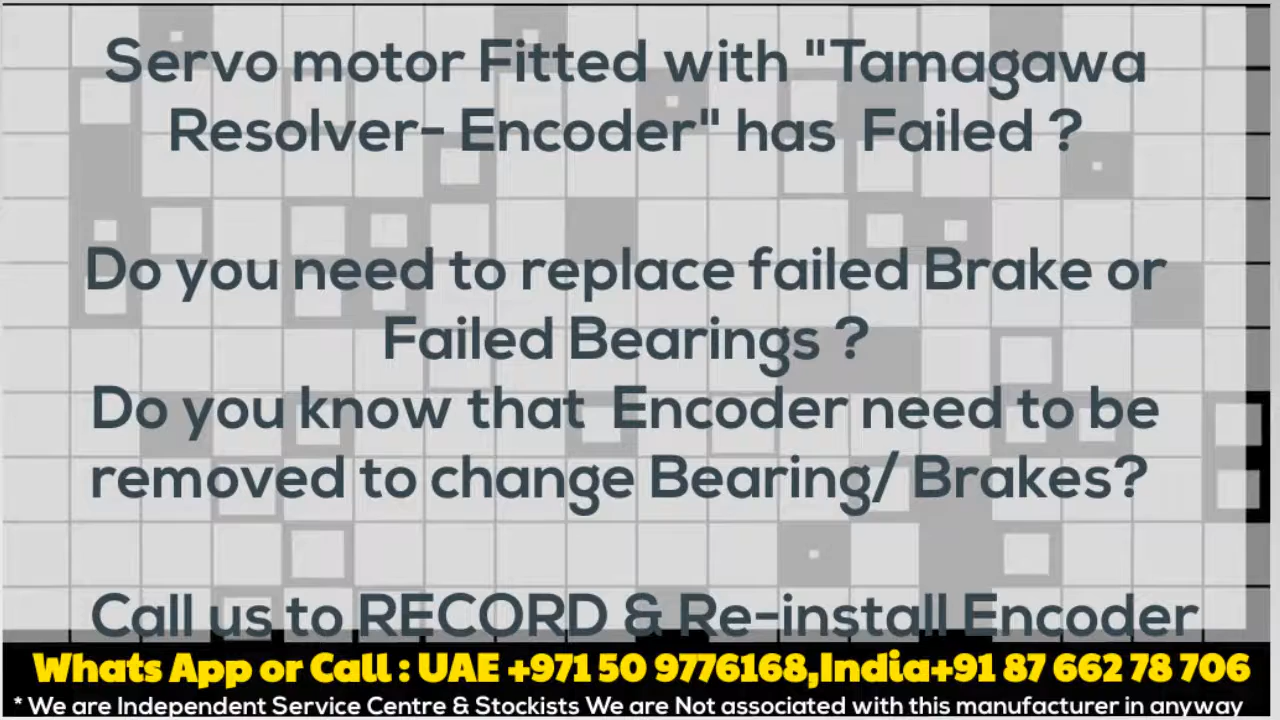 Servo motor Fitted with "Tamagawa
Resolver- Encoder" has Failed ?
Do you need to replace failed Brake or
Failed Bearings ?
Do you know that Encoder need to be
removed to change Bearing/ Brakes?
Call us to RECORD & Re-install Encoder
Whats App or Call : UAE +971 50 9776168,India+91 87 662 78 706
* We are Independent Service Centre & Stockists We are Not associated with this manufacturer in anyway